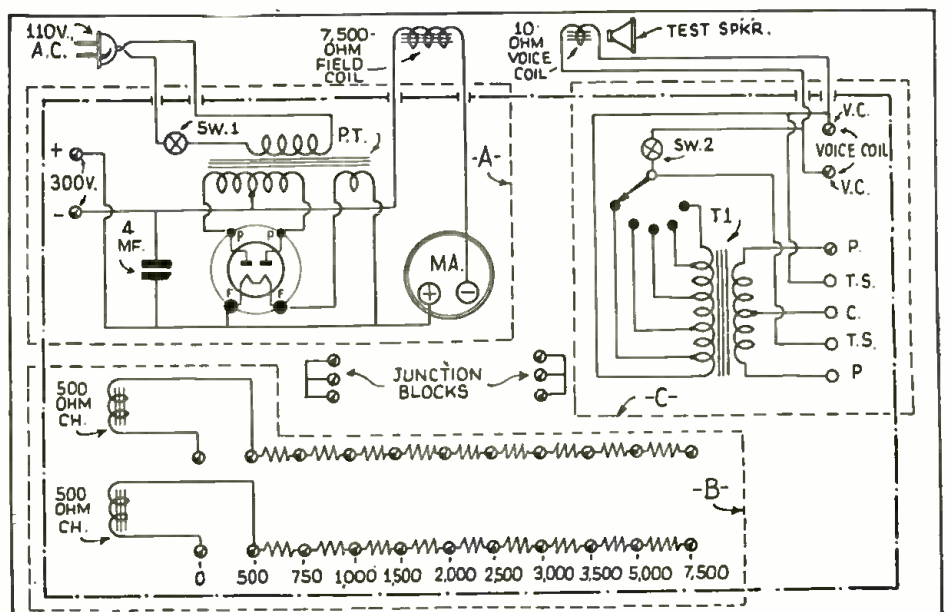 110V.,
A.C.
7,500-
OHM
FIELD
COIL
10
OHM
VOICE
COIL
TEST SPKR.
SW.1
P.T.
-A-
+
300V.
-
4
MF.
P P
F F
MA.
+ -
SW.2
V.C.
VOICE COIL
V.C.
T1
P.
T.S.
C.
T.S.
P
-C-
JUNCTION
BLOCKS
500
OHM
CH.
500
OHM
CH.
-B-
0 500 750 1,000 1,500 2,000 2,500 3,000 3,500 5,000 7,500